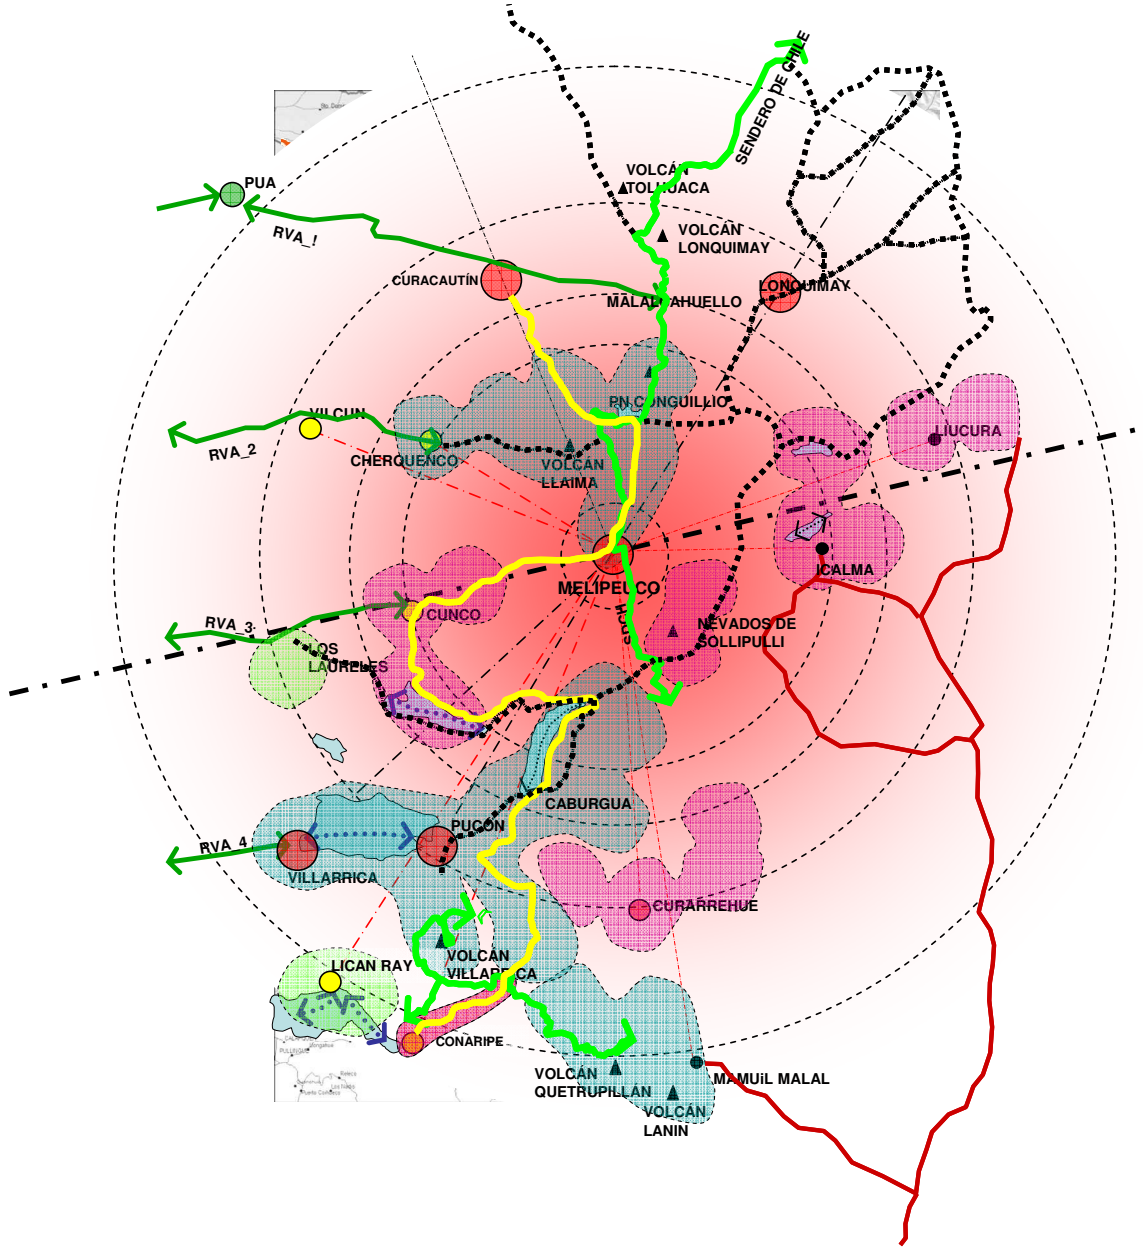 SENDERO DE CHILE
VOLCÁN
TOLHUACA
PUA
RVA_!
VOLCÁN
LONQUIMAY
CURACAUTÍN
LONQUIMAY
MALALCAHUELLO
PN CONGUILLIO
VILCUN
LIUCURA
RVA_2
CHERQUENCO
VOLCÁN
LLAIMA
ICALMA
MELIPEUCO
CUNCO
RVA_3
NEVADOS DE
SOLLIPULLI
LOS
LAURELES
CABURGUA
PUCON
RVA_4
VILLARRICA
CURARREHUE
VOLCÁN
VILLARRICA
LICAN RAY
CONARIPE
VOLCÁN
QUETRUPILLÁN
MAMUiL MALAL
VOLCÁN
LANIN